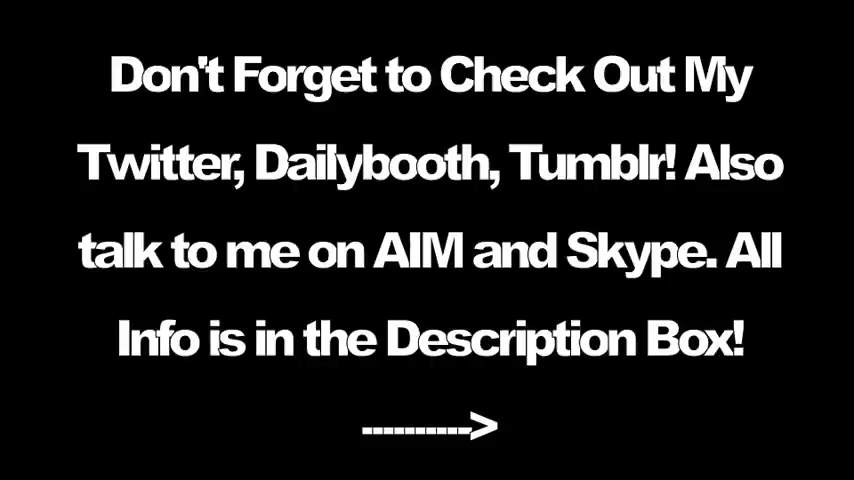 Don't Forget to Check Out My
Twitter, Dailybooth, Tumblr! Also
talk to me on AIM and Skype. All
Info is in the Description Box!
---------->